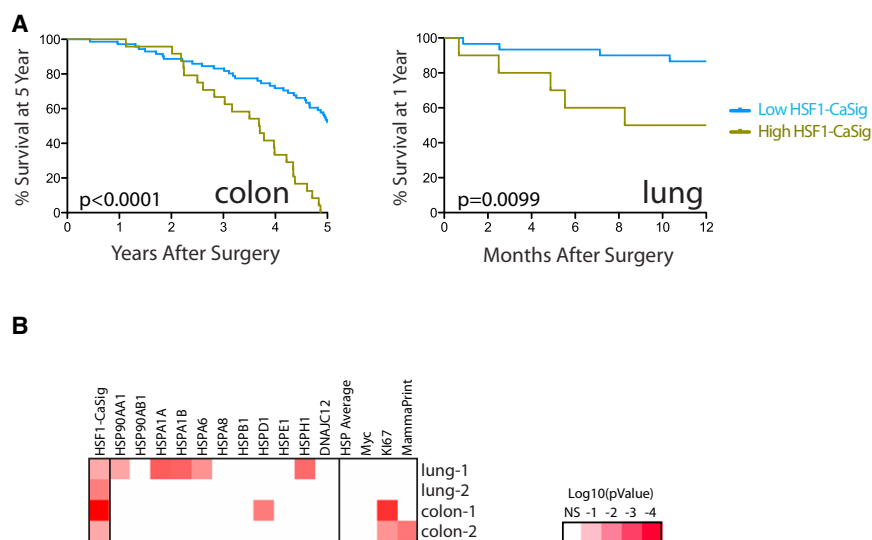 A
% Survival at 5 Year
100
80
60
40
20
0
0 1 2 3 4 5
p<0.0001
colon
Years After Surgery
% Survival at 1 Year
100
80
60
40
20
0
0 2 4 6 8 10 12
p=0.0099
lung
Months After Surgery
Low HSF1-CaSig
High HSF1-CaSig
B
HSF1-CaSig
HSP90AA1
HSP90AB1
HSPA1A
HSPA1B
HSPA6
HSPA8
HSPB1
HSPD1
HSPE1
HSPH1
DNAJC12
HSP Average
Myc
KI67
MammaPrint
lung-1
lung-2
colon-1
colon-2
Log10(pValue)
NS -1 -2 -3 -4